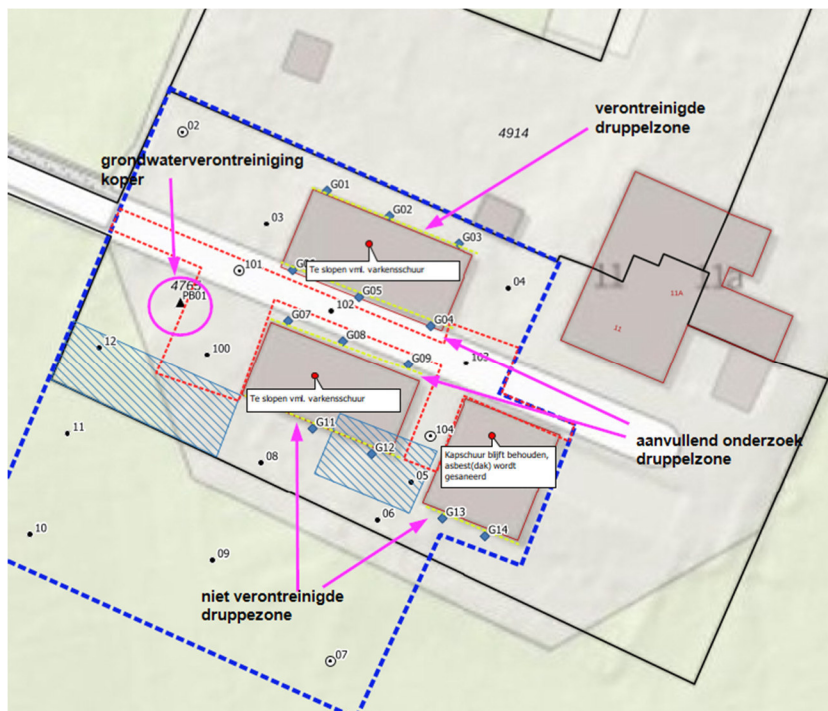 verontreinigde
druppelzone
02
4914
grondwaterverontreiniging
koper
G01
G02
03
G03
11
11a
11A
11
101
Te slopen vml. varkensschuur
04
G05
4765
PB01
102
G04
G07
G08
103
12
100
G09
Te slopen vml. varkensschuur
aanvullend onderzoek
druppelzone
11
G11
104
Kapschuur blijft behouden,
asbest(dak) wordt
gesaneerd
08
G12
05
06
G13
10
G14
09
niet verontreinigde
druppezone
07